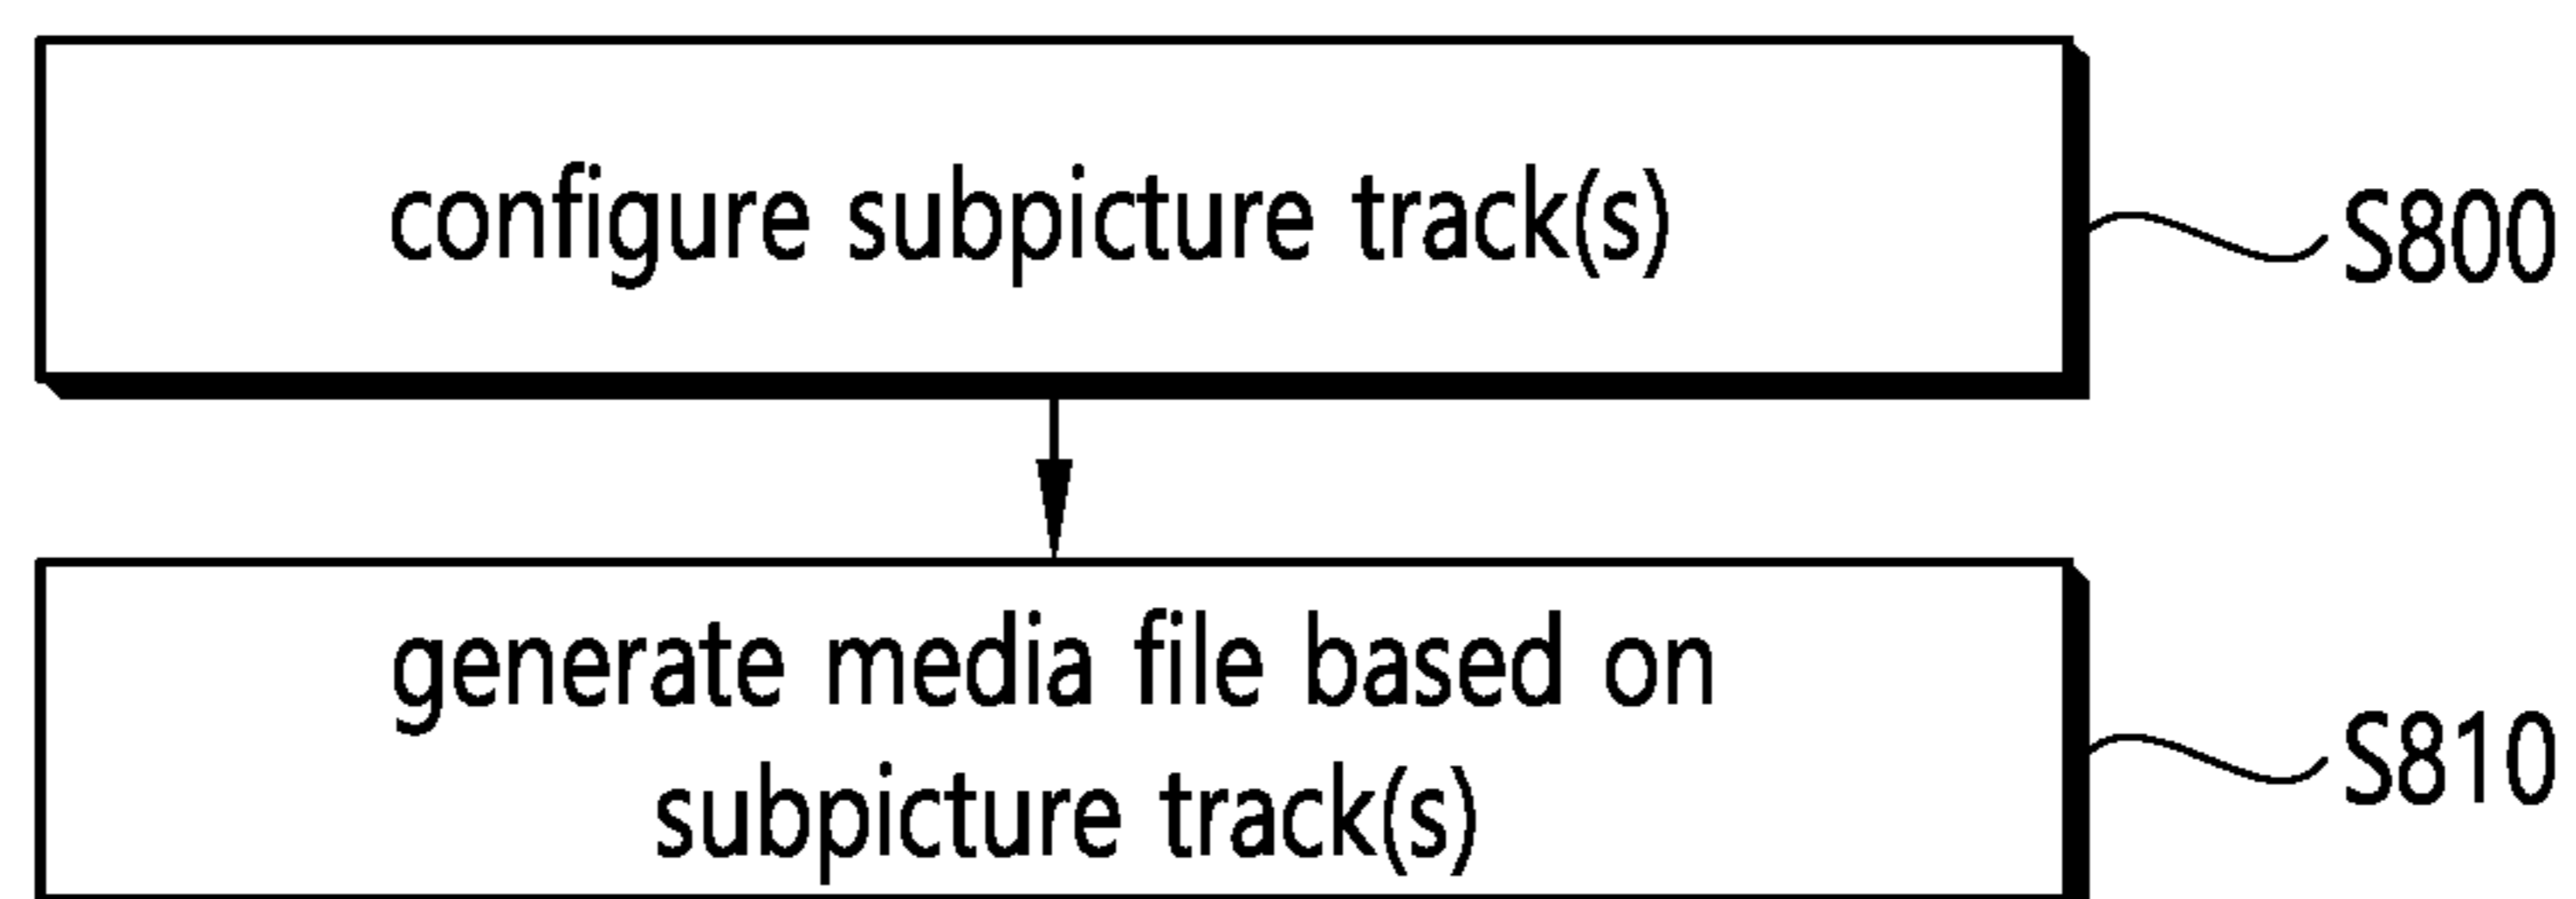 configure subpicture track(s)
S800
generate media file based on
subpicture track(s)
S810